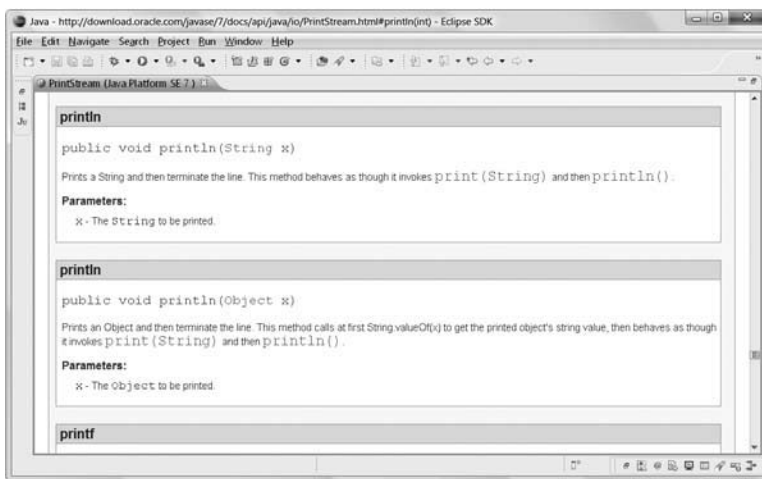 Java - http://download.oracle.com/javase/7/docs/api/java/io/PrintStream.html#println(int) - Eclipse SDK
File Edit Navigate Search Project Run Window Help
PrintStream (Java Platform SE 7)
println
public void println(String x)
Prints a String and then terminate the line. This method behaves as though it invokes print(String) and then println().
Parameters:
x - The String to be printed.
println
public void println(Object x)
Prints an Object and then terminate the line. This method calls at first String.valueOf(x) to get the printed object's string value, then behaves as though
it invokes print(String) and then println().
Parameters:
x - The Object to be printed.
printf